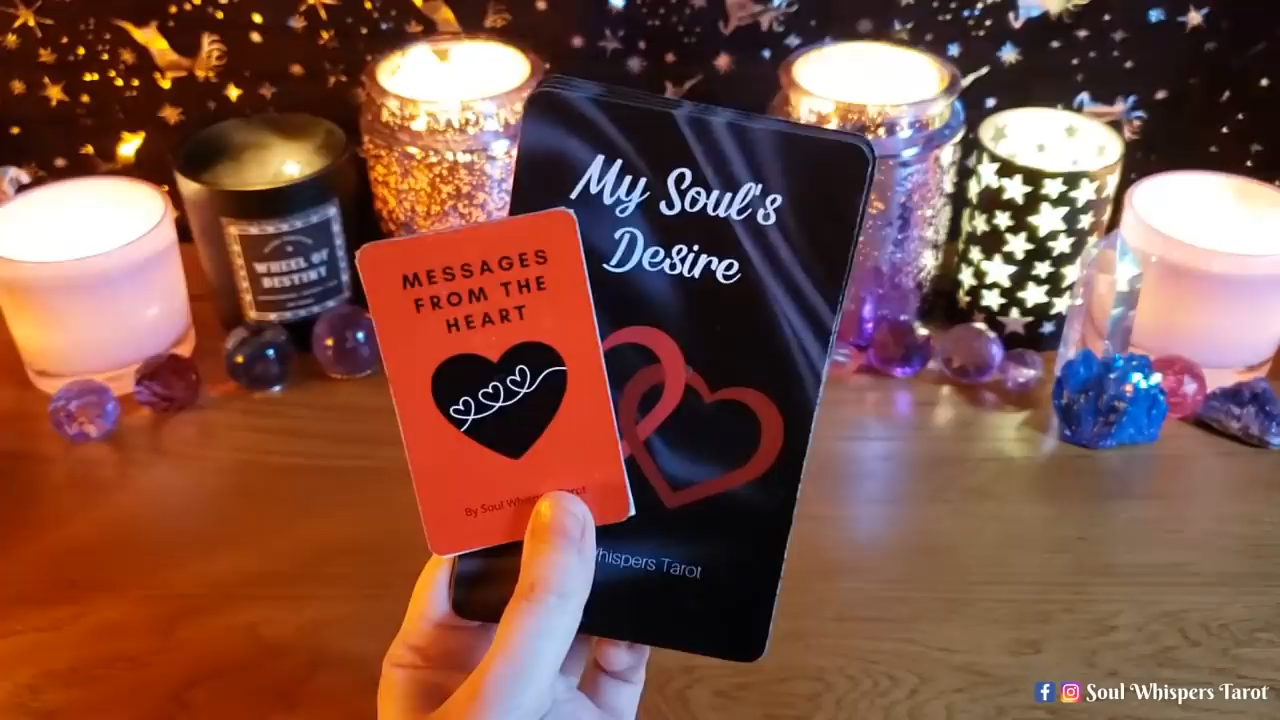 My Soul's
Desire
Whispers Tarot
MESSAGES
FROM THE
HEART
By Soul Whispers Tarot
WHEEL OF
DESTINY
Soul Whispers Tarot